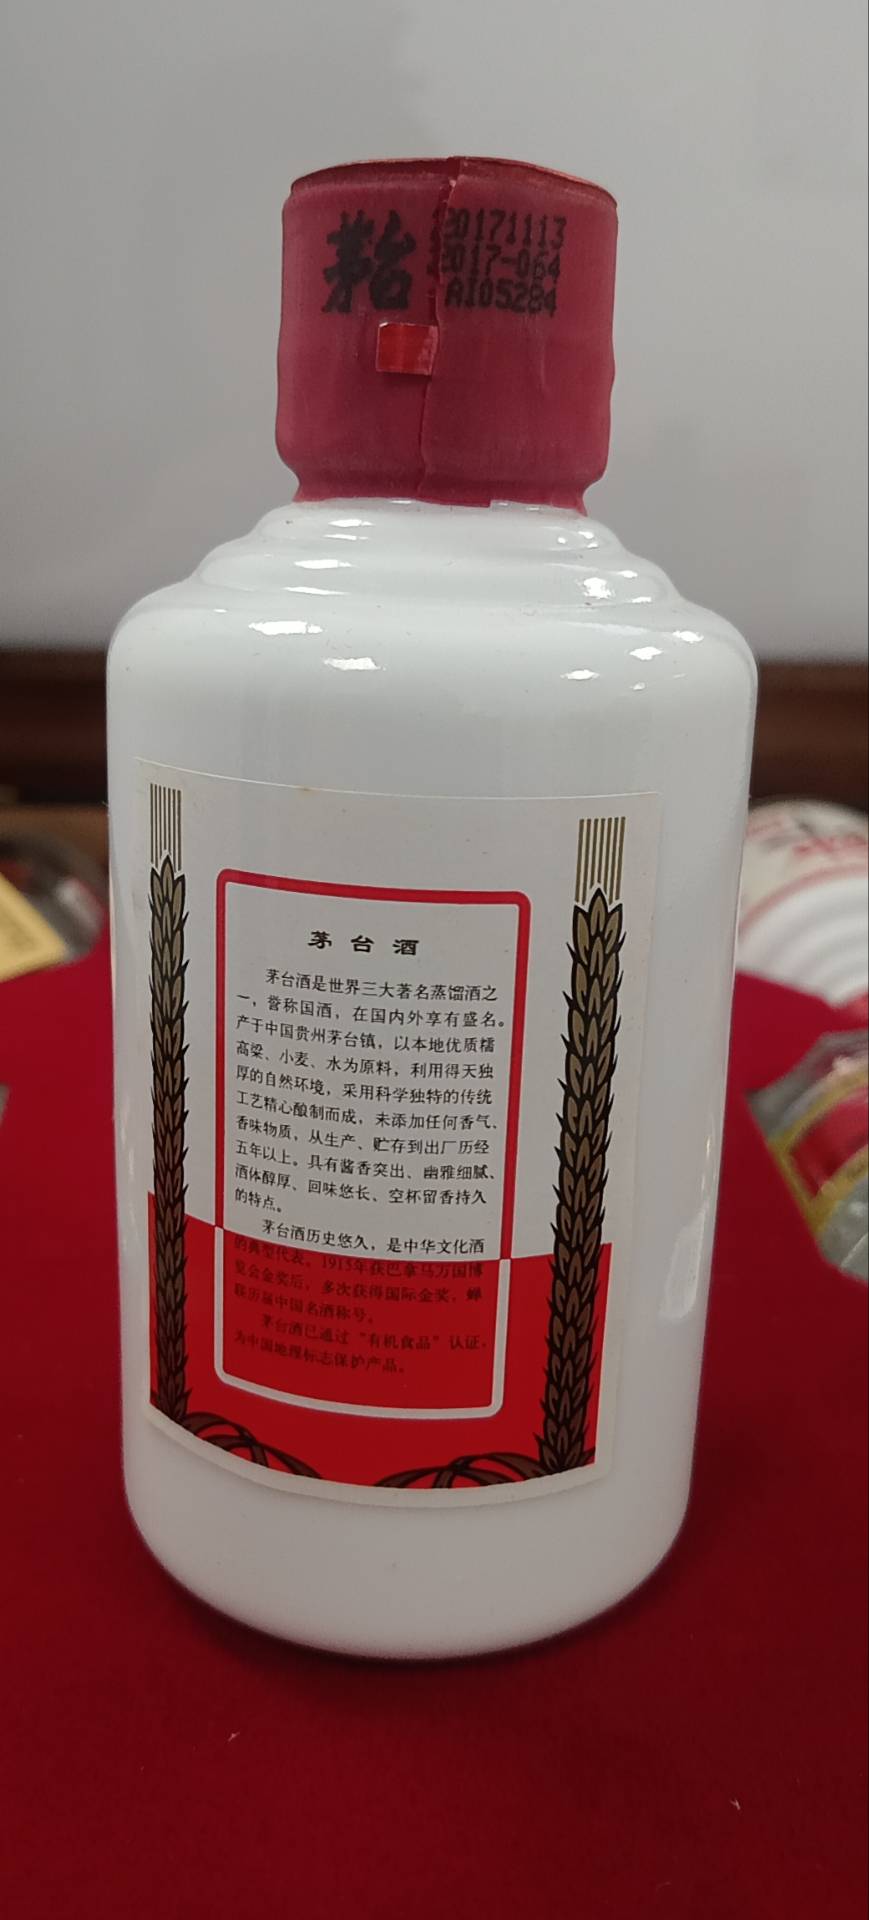 茅台
20171113
2017-064
A105284
茅台酒
茅台酒是世界三大著名蒸馏酒之
一，誉称国酒，在国内外享有盛名。
产于中国贵州茅台镇，以本地优质糯
高粱、小麦、水为原料，利用得天独
厚的自然环境，采用科学独特的传统
工艺精心酿制而成，未添加任何香气、
香味物质，从生产、贮存到出厂历经
五年以上。具有酱香突出、幽雅细腻、
酒体醇厚、回味悠长、空杯留香持久
的特点。
茅台酒历史悠久，是中华文化酒
的典型代表。1915年获巴拿马万国博
览会金奖后，多次获得国际金奖，蝉
联历届中国名酒称号。
茅台酒已通过“有机食品”认证，
为中国地理标志保护产品。